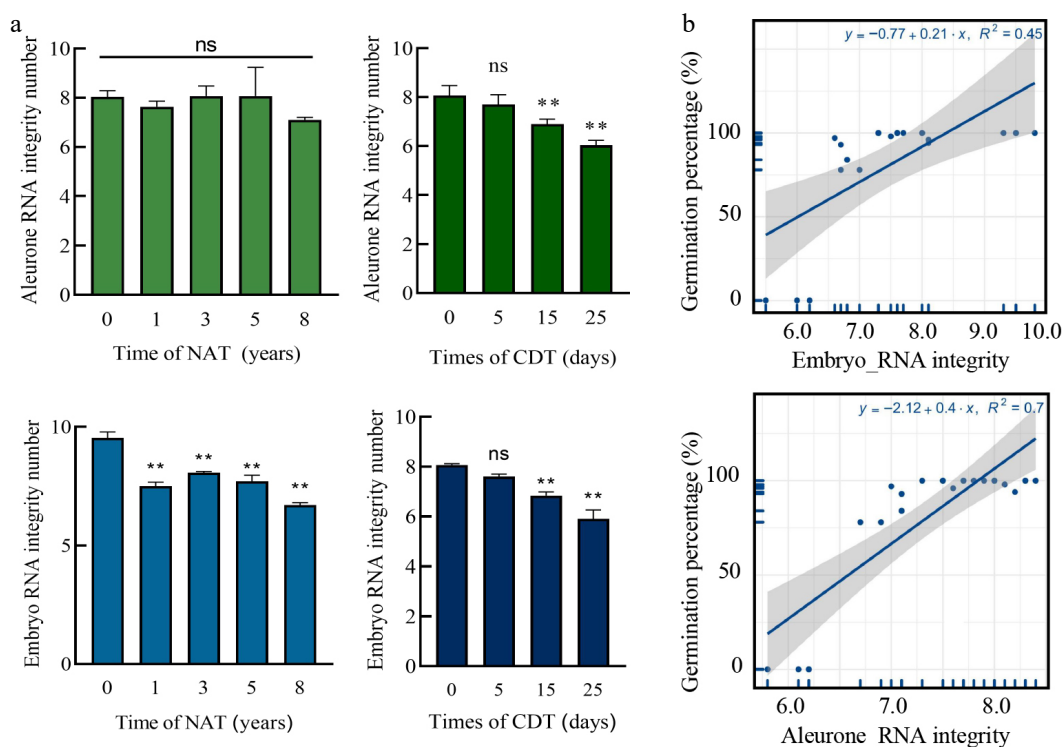 a
Aleurone RNA integrity number
10
8
6
4
2
0
ns
0 1 3 5 8
Time of NAT (years)
Aleurone RNA integrity number
10
8
6
4
2
0
ns
**
**
0 5 15 25
Times of CDT (days)
Embryo RNA integrity number
10
5
0
**
**
**
**
0 1 3 5 8
Time of NAT (years)
Embryo RNA integrity number
10
8
6
4
2
0
ns
**
**
0 5 15 25
Times of CDT (days)
b
y = −0.77 + 0.21 · x, R² = 0.45
Germination percentage (%)
100
50
0
6.0 7.0 8.0 9.0 10.0
Embryo_RNA integrity
y = −2.12 + 0.4 · x, R² = 0.7
Germination percentage (%)
100
50
0
6.0 7.0 8.0
Aleurone_RNA integrity